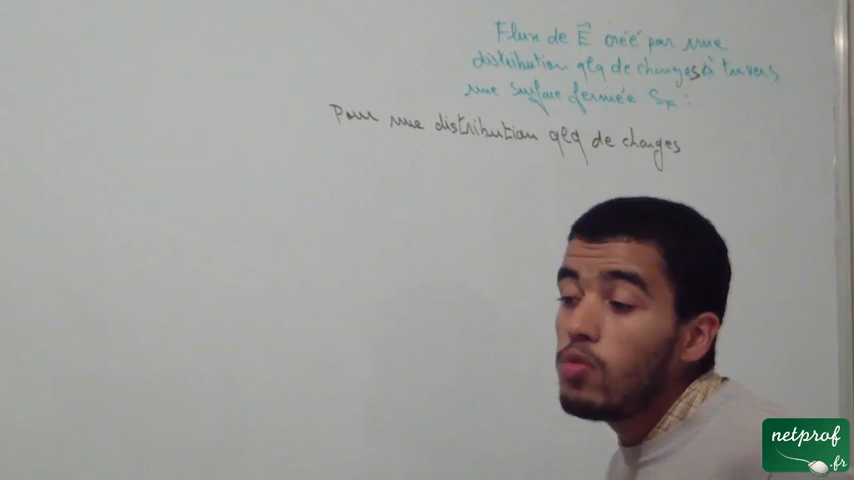 Flux de E⃗ créé par une
distribution qlq de charges à travers
une surface fermée S_F :
Pour une distribution qlq de charges
netprof
.fr